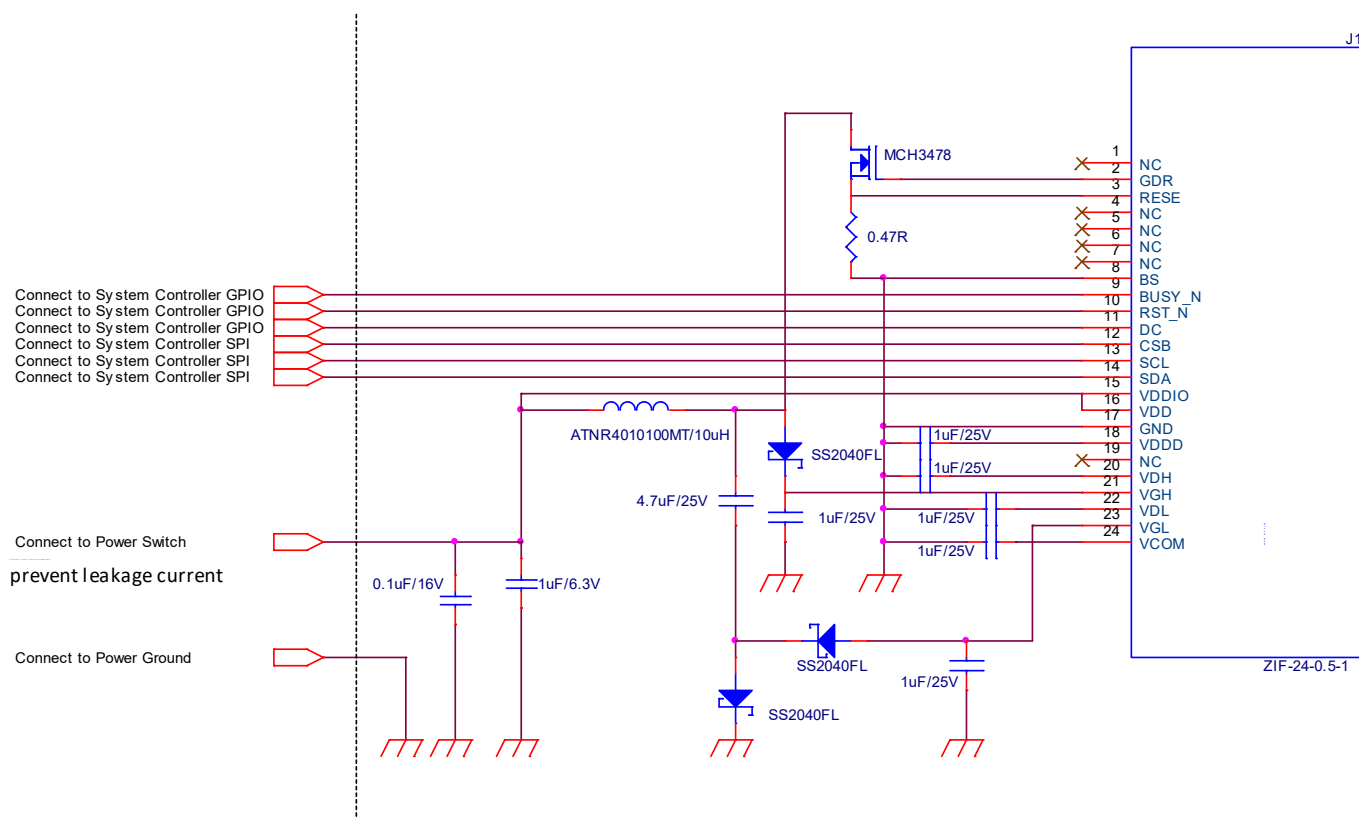 J1
1
NC
2
GDR
MCH3478
3
RESE
4
NC
5
NC
6
NC
7
NC
0.47R
8
BS
Connect to System Controller GPIO
9
BUSY_N
Connect to System Controller GPIO
10
RST_N
Connect to System Controller GPIO
11
DC
Connect to System Controller SPI
12
CSB
Connect to System Controller SPI
13
SCL
Connect to System Controller SPI
14
SDA
15
VDDIO
16
VDD
ATNR4010100MT/10uH
17
GND
1uF/25V
18
VDDD
SS2040FL
19
NC
1uF/25V
20
VDH
21
VGH
4.7uF/25V
1uF/25V
1uF/25V
22
VDL
23
VGL
24
VCOM
1uF/25V
Connect to Power Switch
prevent leakage current
0.1uF/16V
1uF/6.3V
Connect to Power Ground
SS2040FL
1uF/25V
ZIF-24-0.5-1
SS2040FL